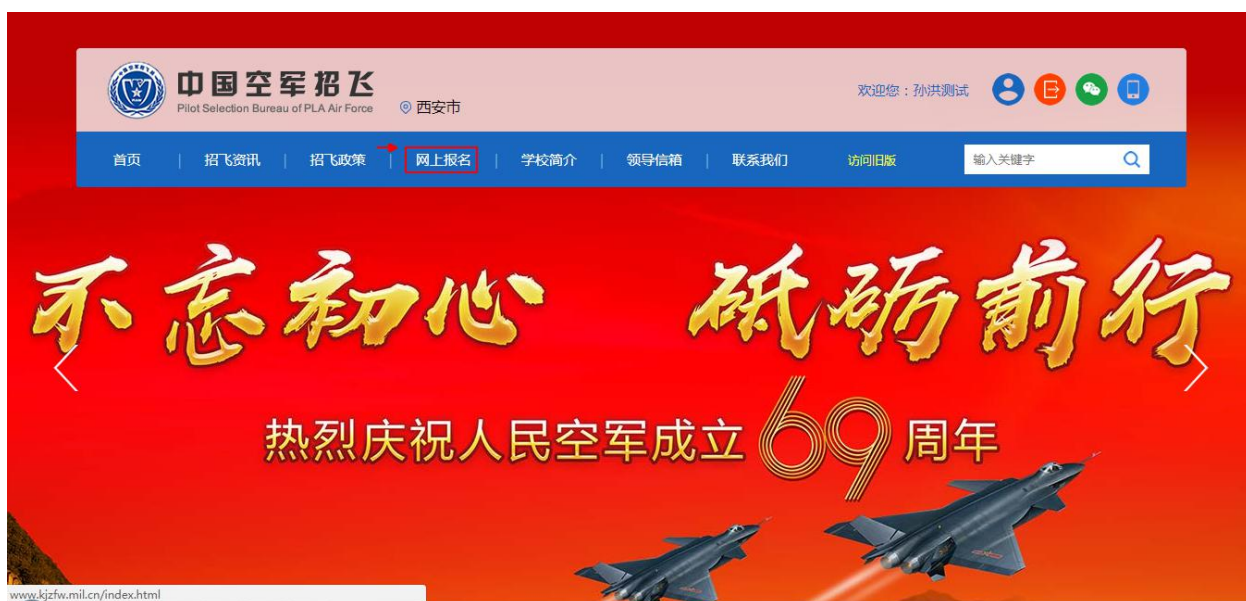 中国空军招飞
Pilot Selection Bureau of PLA Air Force
西安市
欢迎您：孙洪测试
首页 | 招飞资讯 | 招飞政策 | 网上报名 | 学校简介 | 领导信箱 | 联系我们
访问旧版
输入关键字
不忘初心 砥砺前行
热烈庆祝人民空军成立69周年
www.kjzfw.mil.cn/index.html